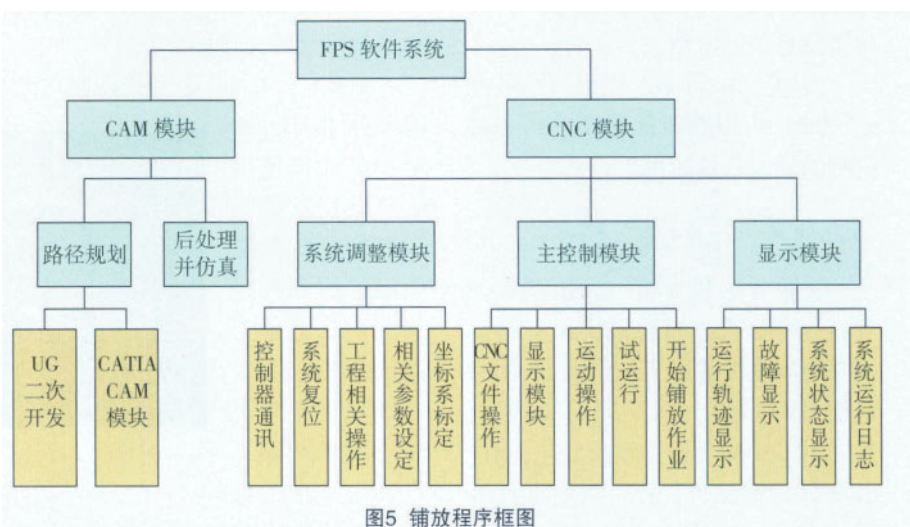 FPS 软件系统
CAM 模块
CNC 模块
路径规划
后处理
并仿真
系统调整模块
主控制模块
显示模块
UG
二次
开发
CATIA
CAM
模块
控制器通讯
系统复位
工程相关操作
相关参数设定
坐标系标定
CNC文件操作
显示模块
运动操作
试运行
开始铺放作业
运行轨迹显示
故障显示
系统状态显示
系统运行日志
图5 铺放程序框图